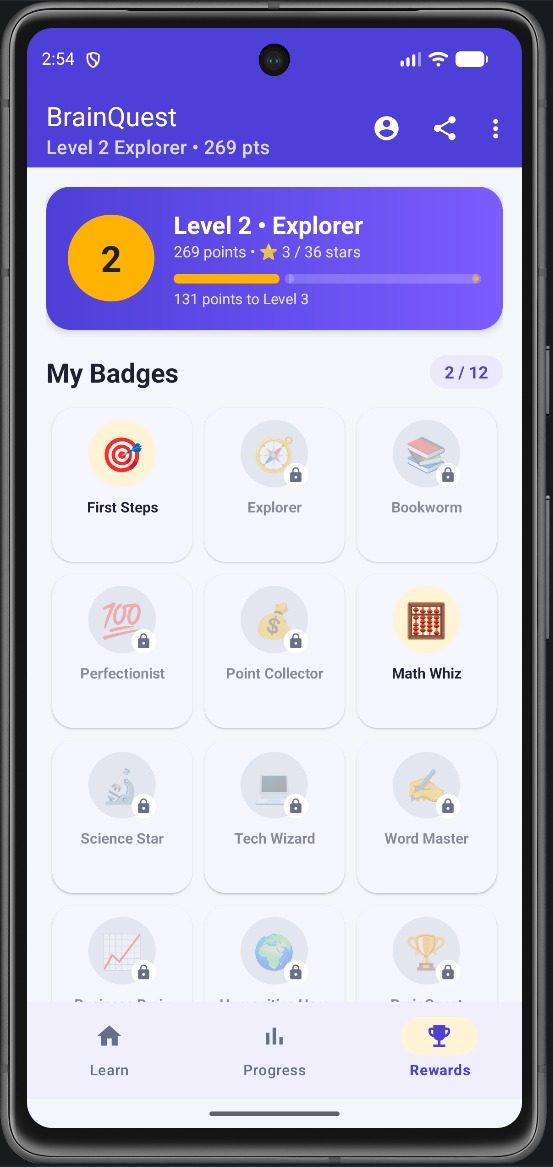 2:54
BrainQuest
Level 2 Explorer • 269 pts
2
Level 2 • Explorer
269 points • ⭐ 3 / 36 stars
131 points to Level 3
My Badges
2 / 12
First Steps
Explorer
Bookworm
Perfectionist
Point Collector
Math Whiz
Science Star
Tech Wizard
Word Master
Learn
Progress
Rewards